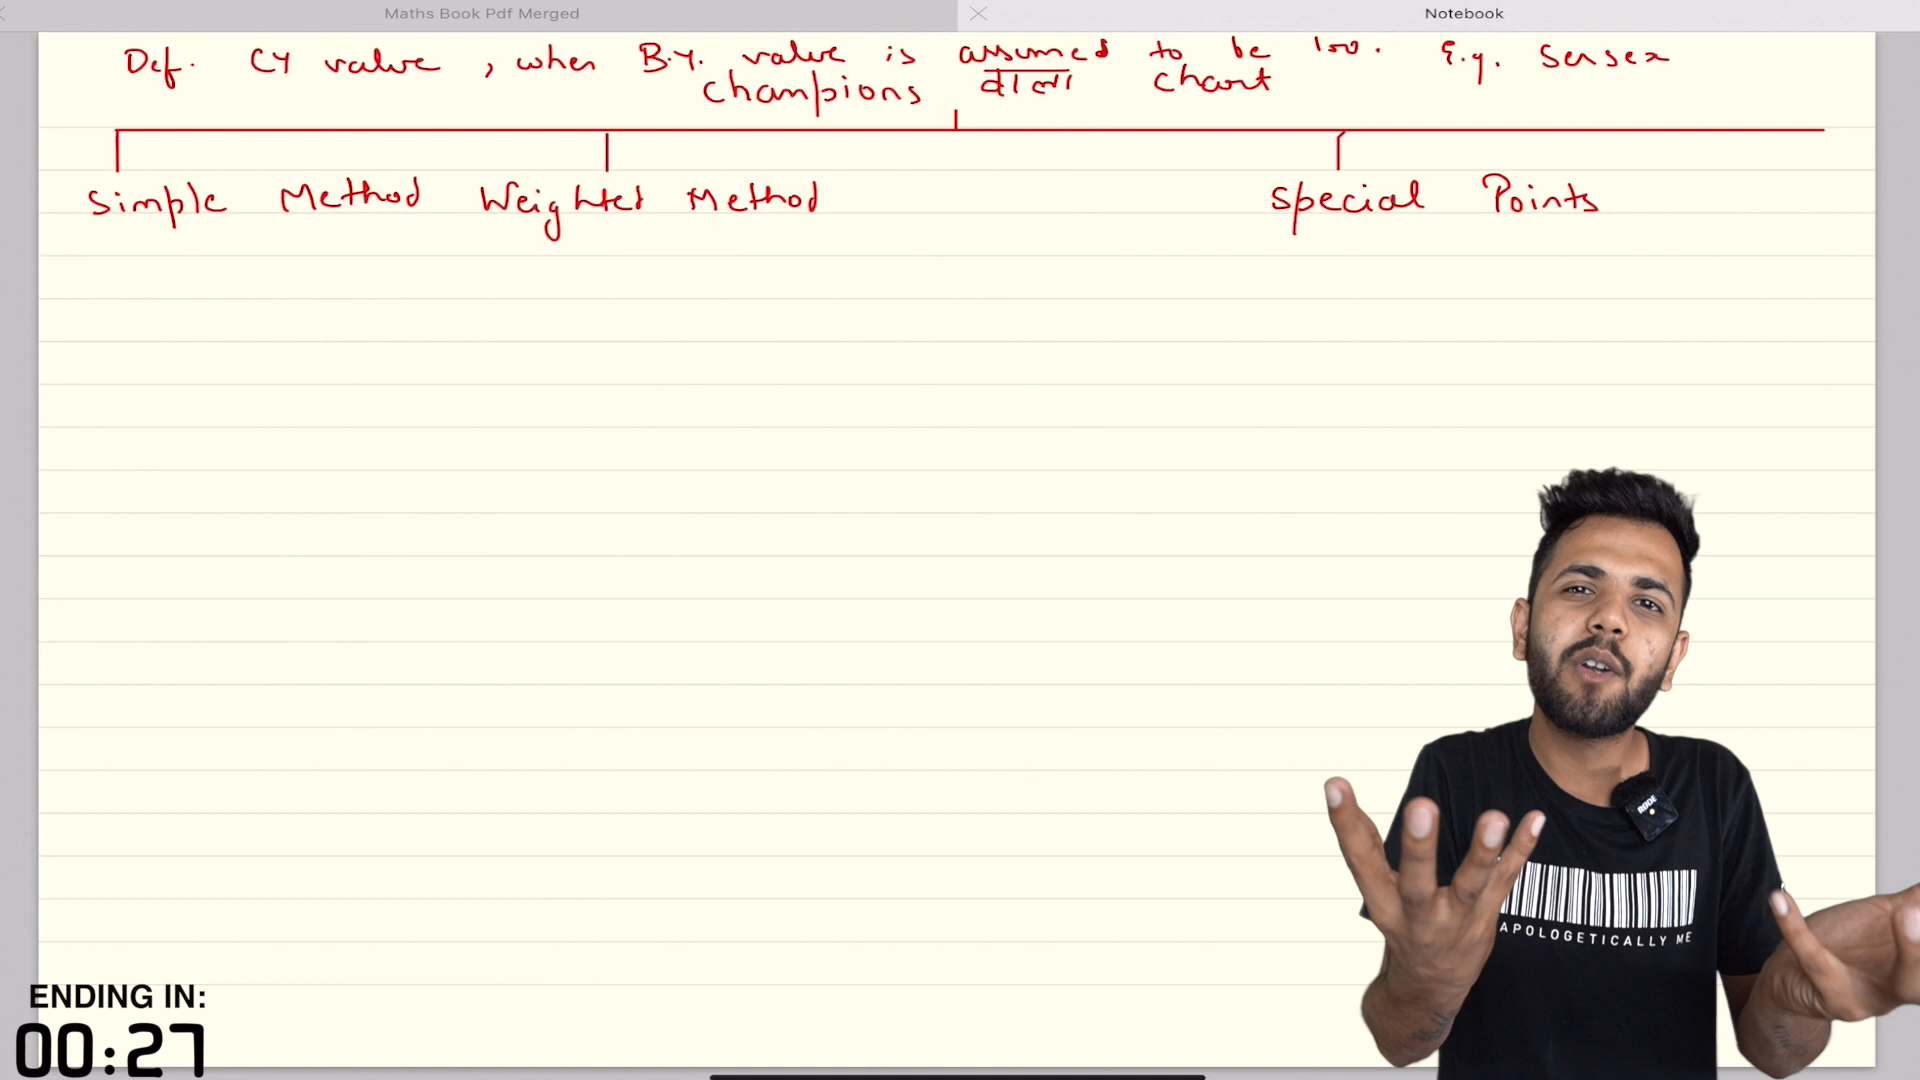 Maths Book Pdf Merged
Notebook
Def. CY value, when B.Y. value is assumed to be 100. E.g. Sensex
Champions वाला Chart
Simple Method
Weighted Method
Special Points
RØDE
APOLOGETICALLY ME
ENDING IN:
00:27